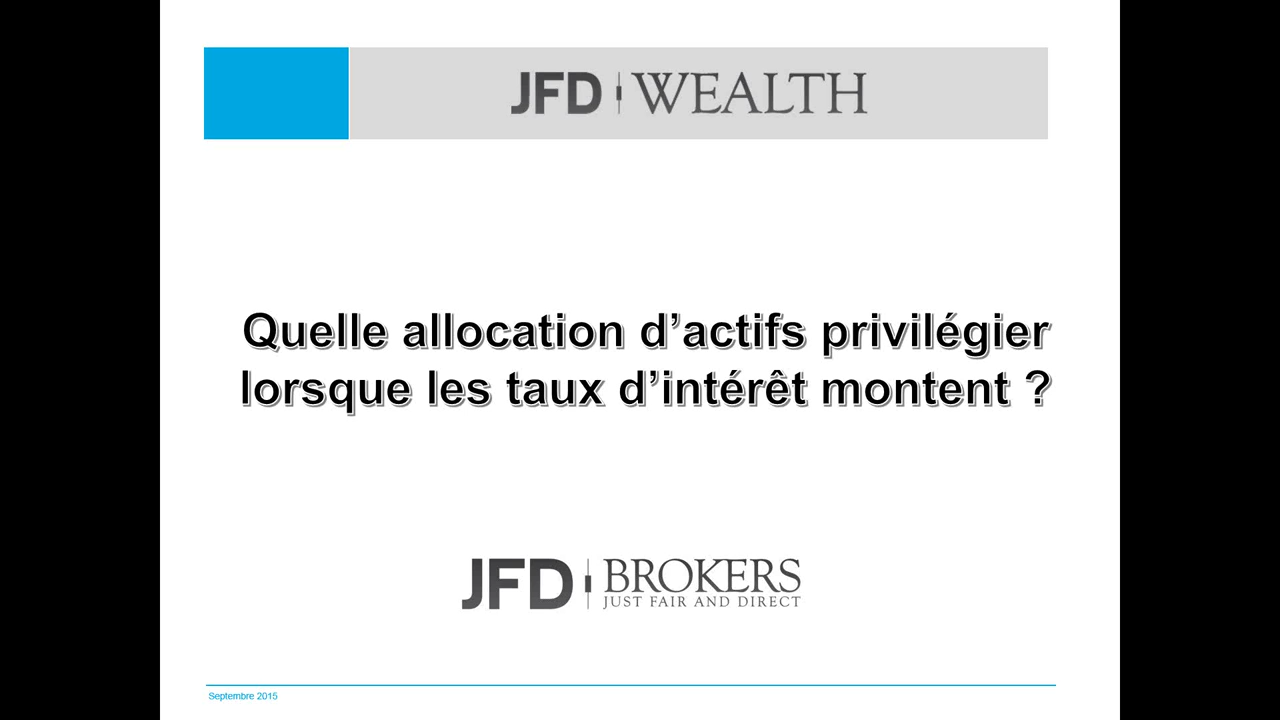 JFD WEALTH
Quelle allocation d’actifs privilégier
lorsque les taux d’intérêt montent ?
JFD BROKERS
JUST FAIR AND DIRECT
Septembre 2015